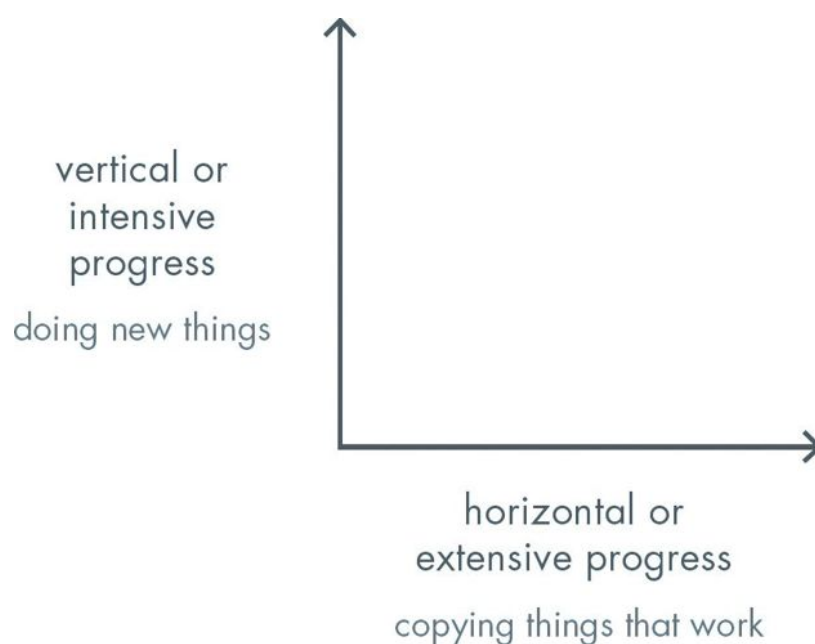 vertical or
intensive
progress
doing new things
horizontal or
extensive progress
copying things that work